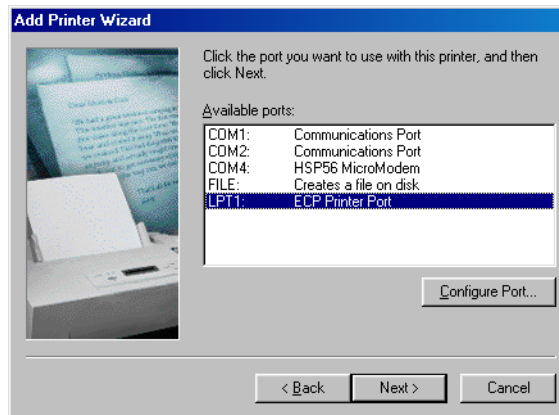 Add Printer Wizard
Click the port you want to use with this printer, and then
click Next.
Available ports:
COM1: Communications Port
COM2: Communications Port
COM4: HSP56 MicroModem
FILE: Creates a file on disk
LPT1: ECP Printer Port
Configure Port...
< Back Next > Cancel